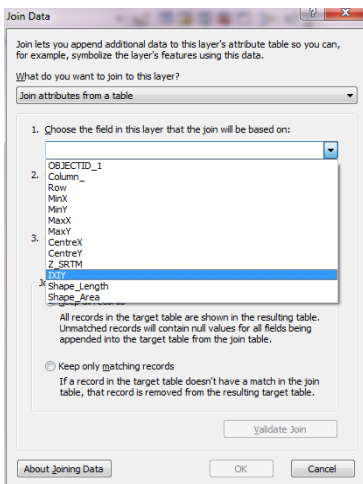 Join Data
Join lets you append additional data to this layer's attribute table so you can,
for example, symbolize the layer's features using this data.
What do you want to join to this layer?
Join attributes from a table
1. Choose the field in this layer that the join will be based on:
OBJECTID_1
2.
Column_
Row
MinX
MinY
MaxX
MaxY
3.
CentreX
CentreY
Z_SRTM
IXIY
Shape_Length
Shape_Area
All records in the target table are shown in the resulting table.
Unmatched records will contain null values for all fields being
appended into the target table from the join table.
Keep only matching records
If a record in the target table doesn't have a match in the join
table, that record is removed from the resulting target table.
Validate Join
About Joining Data
OK
Cancel